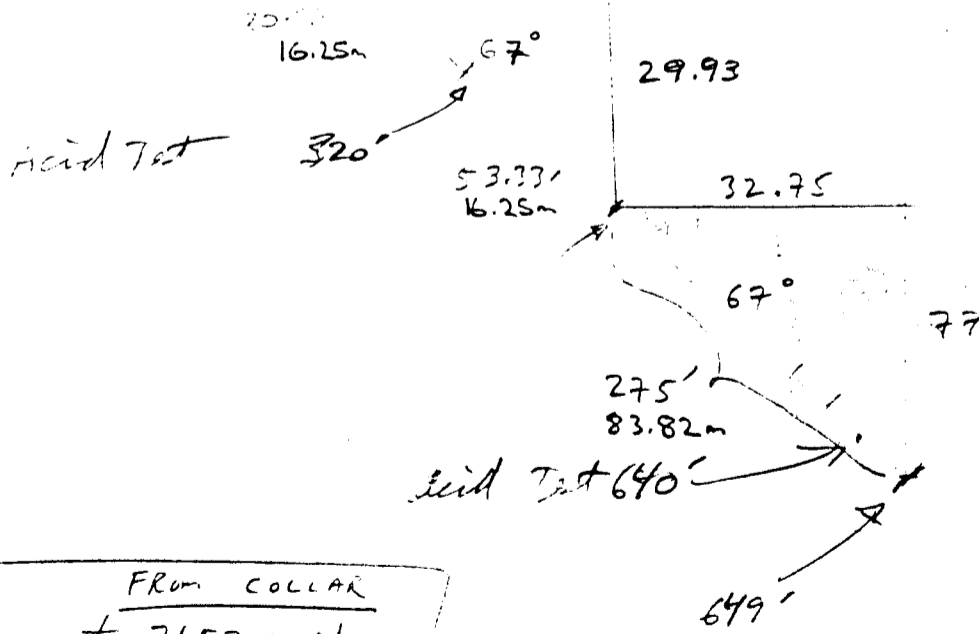 16.25m
67°
29.93
Acid Test 320'
53.33'
16.25m
32.75
67°
77
275'
83.82m
Acid Test 640'
649'
FROM COLLAR